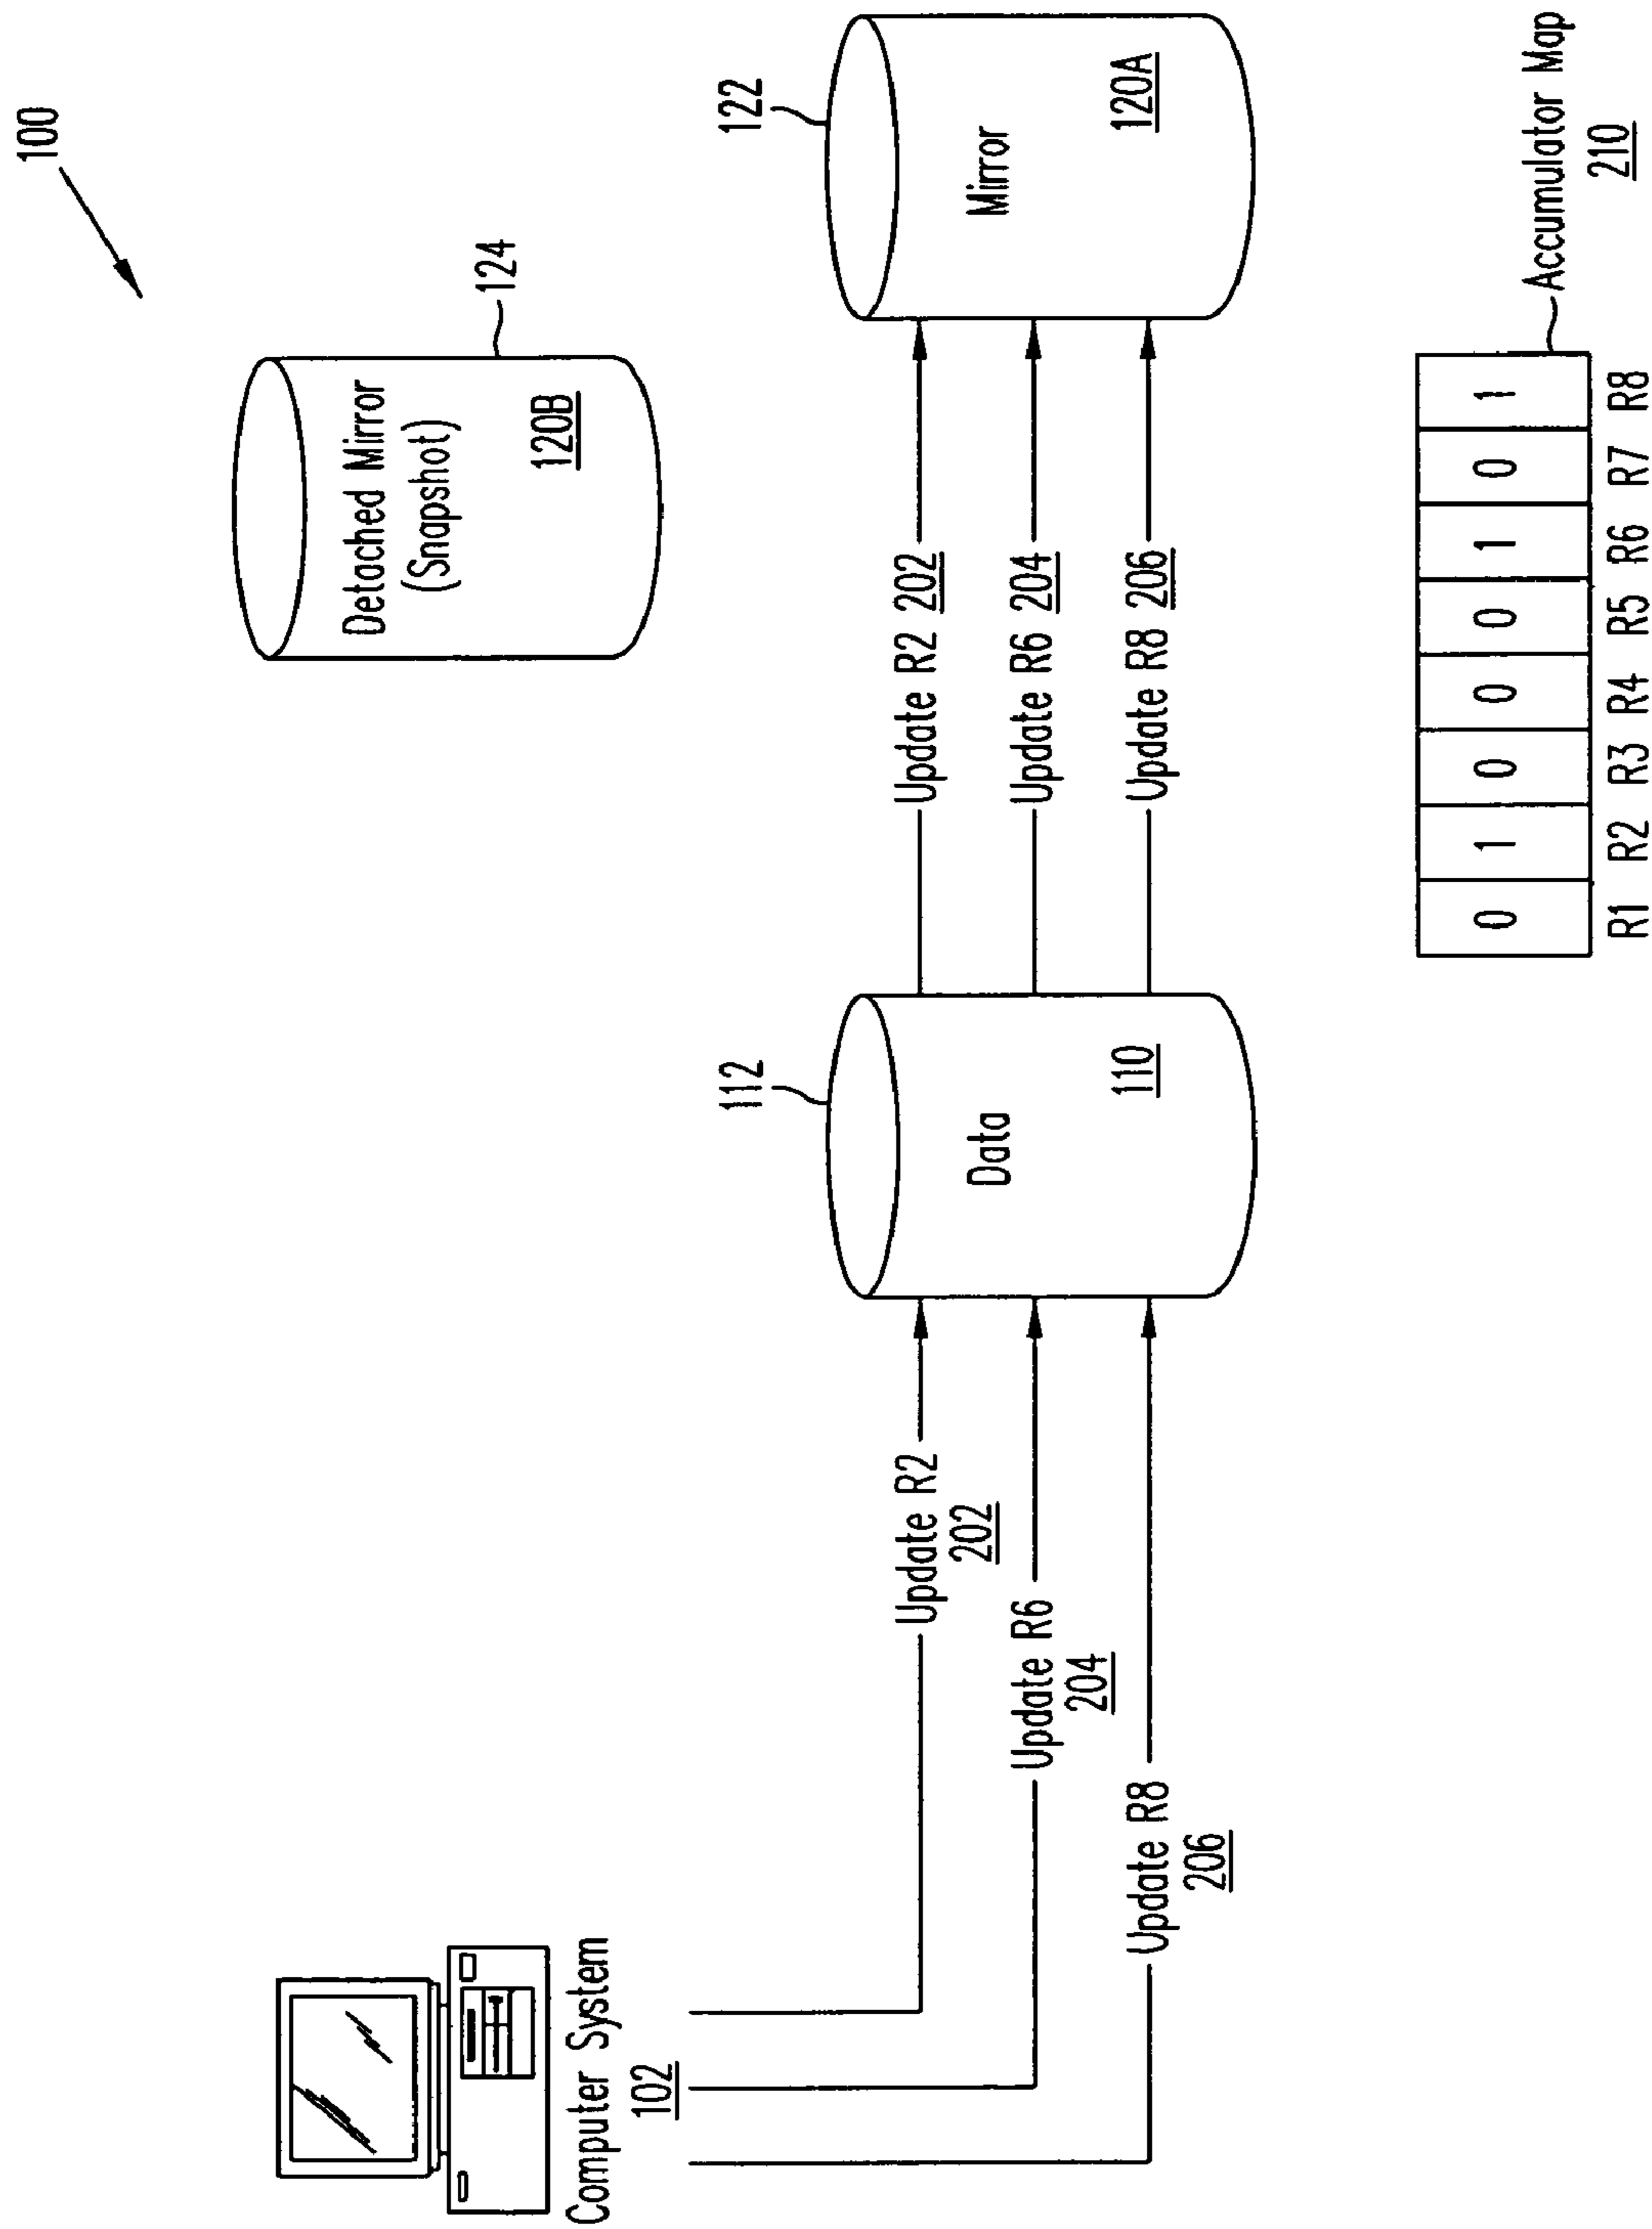 100
Detached Mirror
(Snapshot)
120B
124
Computer System
102
112
122
Update R2
202
Update R6
204
Update R8
206
Data
110
Update R2 202
Update R6 204
Update R8 206
Mirror
120A
0 1 0 0 0 1 0 1
R1 R2 R3 R4 R5 R6 R7 R8
Accumulator Map
210